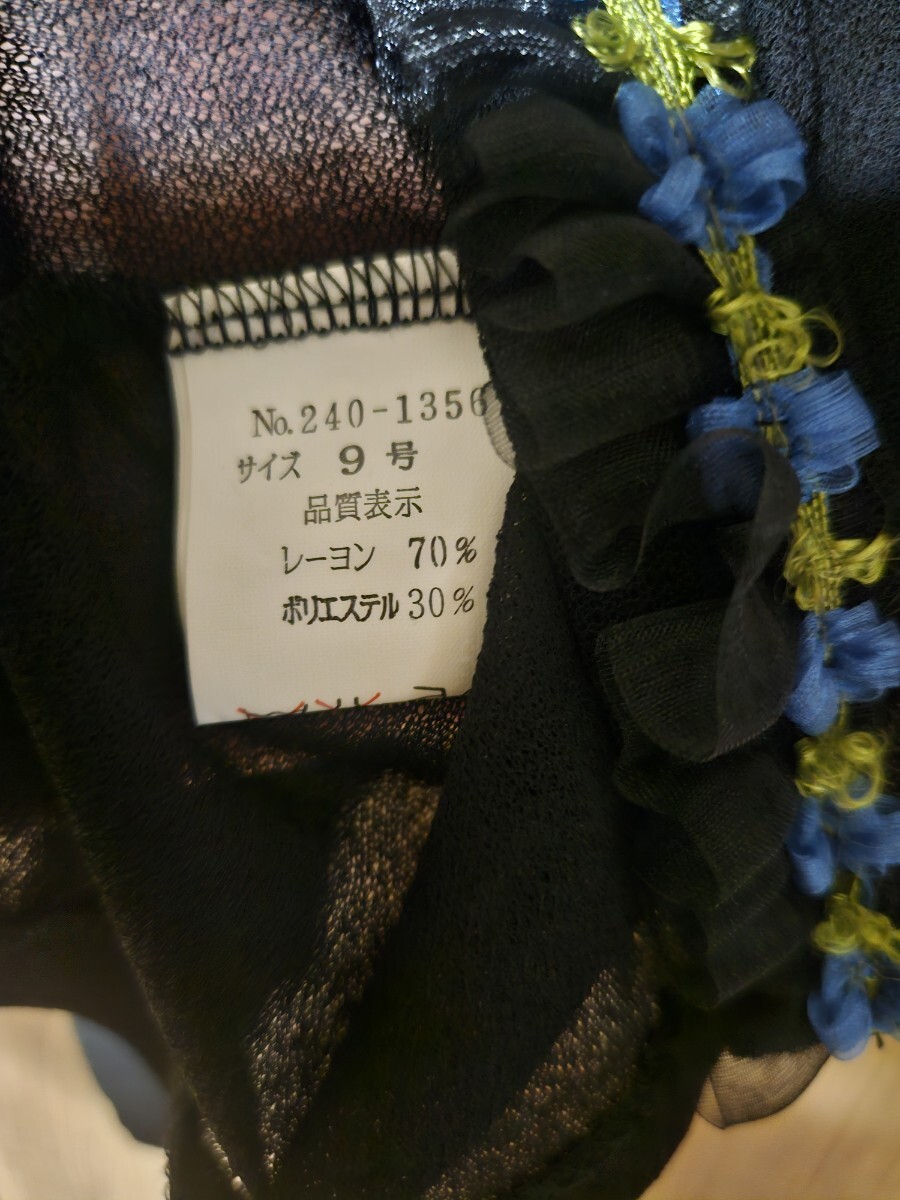 No.240-1356
サイズ 9 号
品質表示
レーヨン 70%
ポリエステル 30%